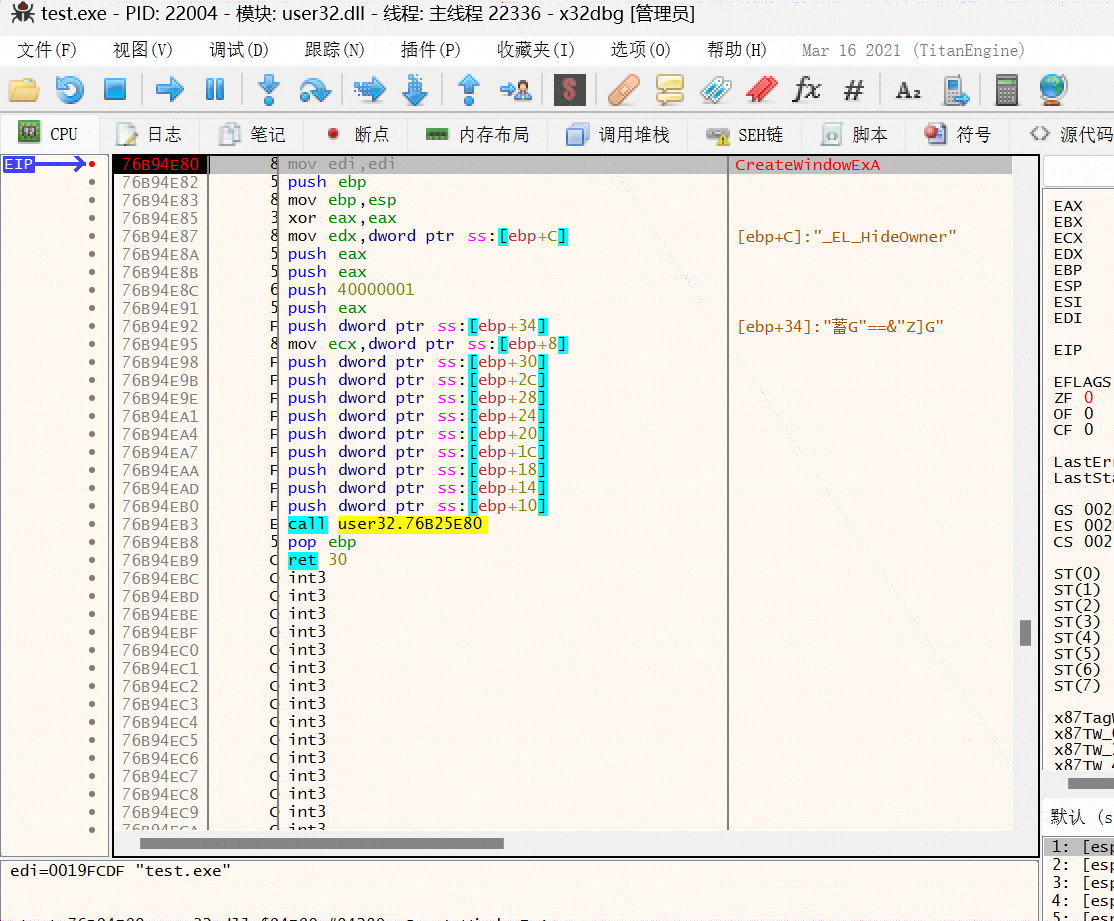 test.exe - PID: 22004 - 模块: user32.dll - 线程: 主线程 22336 - x32dbg [管理员]
文件(F) 视图(V) 调试(D) 跟踪(N) 插件(P) 收藏夹(I) 选项(O) 帮助(H) Mar 16 2021 (TitanEngine)
CPU 日志 笔记 断点 内存布局 调用堆栈 SEH链 脚本 符号 源代码
EIP 76B94E80 8 mov edi,edi CreateWindowExA
76B94E82 5 push ebp
76B94E83 8 mov ebp,esp
76B94E85 3 xor eax,eax
76B94E87 8 mov edx,dword ptr ss:[ebp+C] [ebp+C]:"_EL_HideOwner"
76B94E8A 5 push eax
76B94E8B 5 push eax
76B94E8C 6 push 40000001
76B94E91 5 push eax
76B94E92 F push dword ptr ss:[ebp+34] [ebp+34]:"蓄G"==&"Z]G"
76B94E95 8 mov ecx,dword ptr ss:[ebp+8]
76B94E98 F push dword ptr ss:[ebp+30]
76B94E9B F push dword ptr ss:[ebp+2C]
76B94E9E F push dword ptr ss:[ebp+28]
76B94EA1 F push dword ptr ss:[ebp+24]
76B94EA4 F push dword ptr ss:[ebp+20]
76B94EA7 F push dword ptr ss:[ebp+1C]
76B94EAA F push dword ptr ss:[ebp+18]
76B94EAD F push dword ptr ss:[ebp+14]
76B94EB0 F push dword ptr ss:[ebp+10]
76B94EB3 E call user32.76B25E80
76B94EB8 5 pop ebp
76B94EB9 C ret 30
76B94EBC C int3
76B94EBD C int3
76B94EBE C int3
76B94EBF C int3
76B94EC0 C int3
76B94EC1 C int3
76B94EC2 C int3
76B94EC3 C int3
76B94EC4 C int3
76B94EC5 C int3
76B94EC6 C int3
76B94EC7 C int3
76B94EC8 C int3
76B94EC9 C int3
76B94ECA C int3
EAX
EBX
ECX
EDX
EBP
ESP
ESI
EDI
EIP
EFLAGS
ZF 0
OF 0
CF 0
LastErr
LastSta
GS 002
ES 002
CS 002
ST(0)
ST(1)
ST(2)
ST(3)
ST(4)
ST(5)
ST(6)
ST(7)
x87Tag
x87TW_
x87TW_
x87TW_
默认 (s
1: [esp
2: [esp
3: [esp
4: [esp
5: [esp
edi=0019FCDF "test.exe"